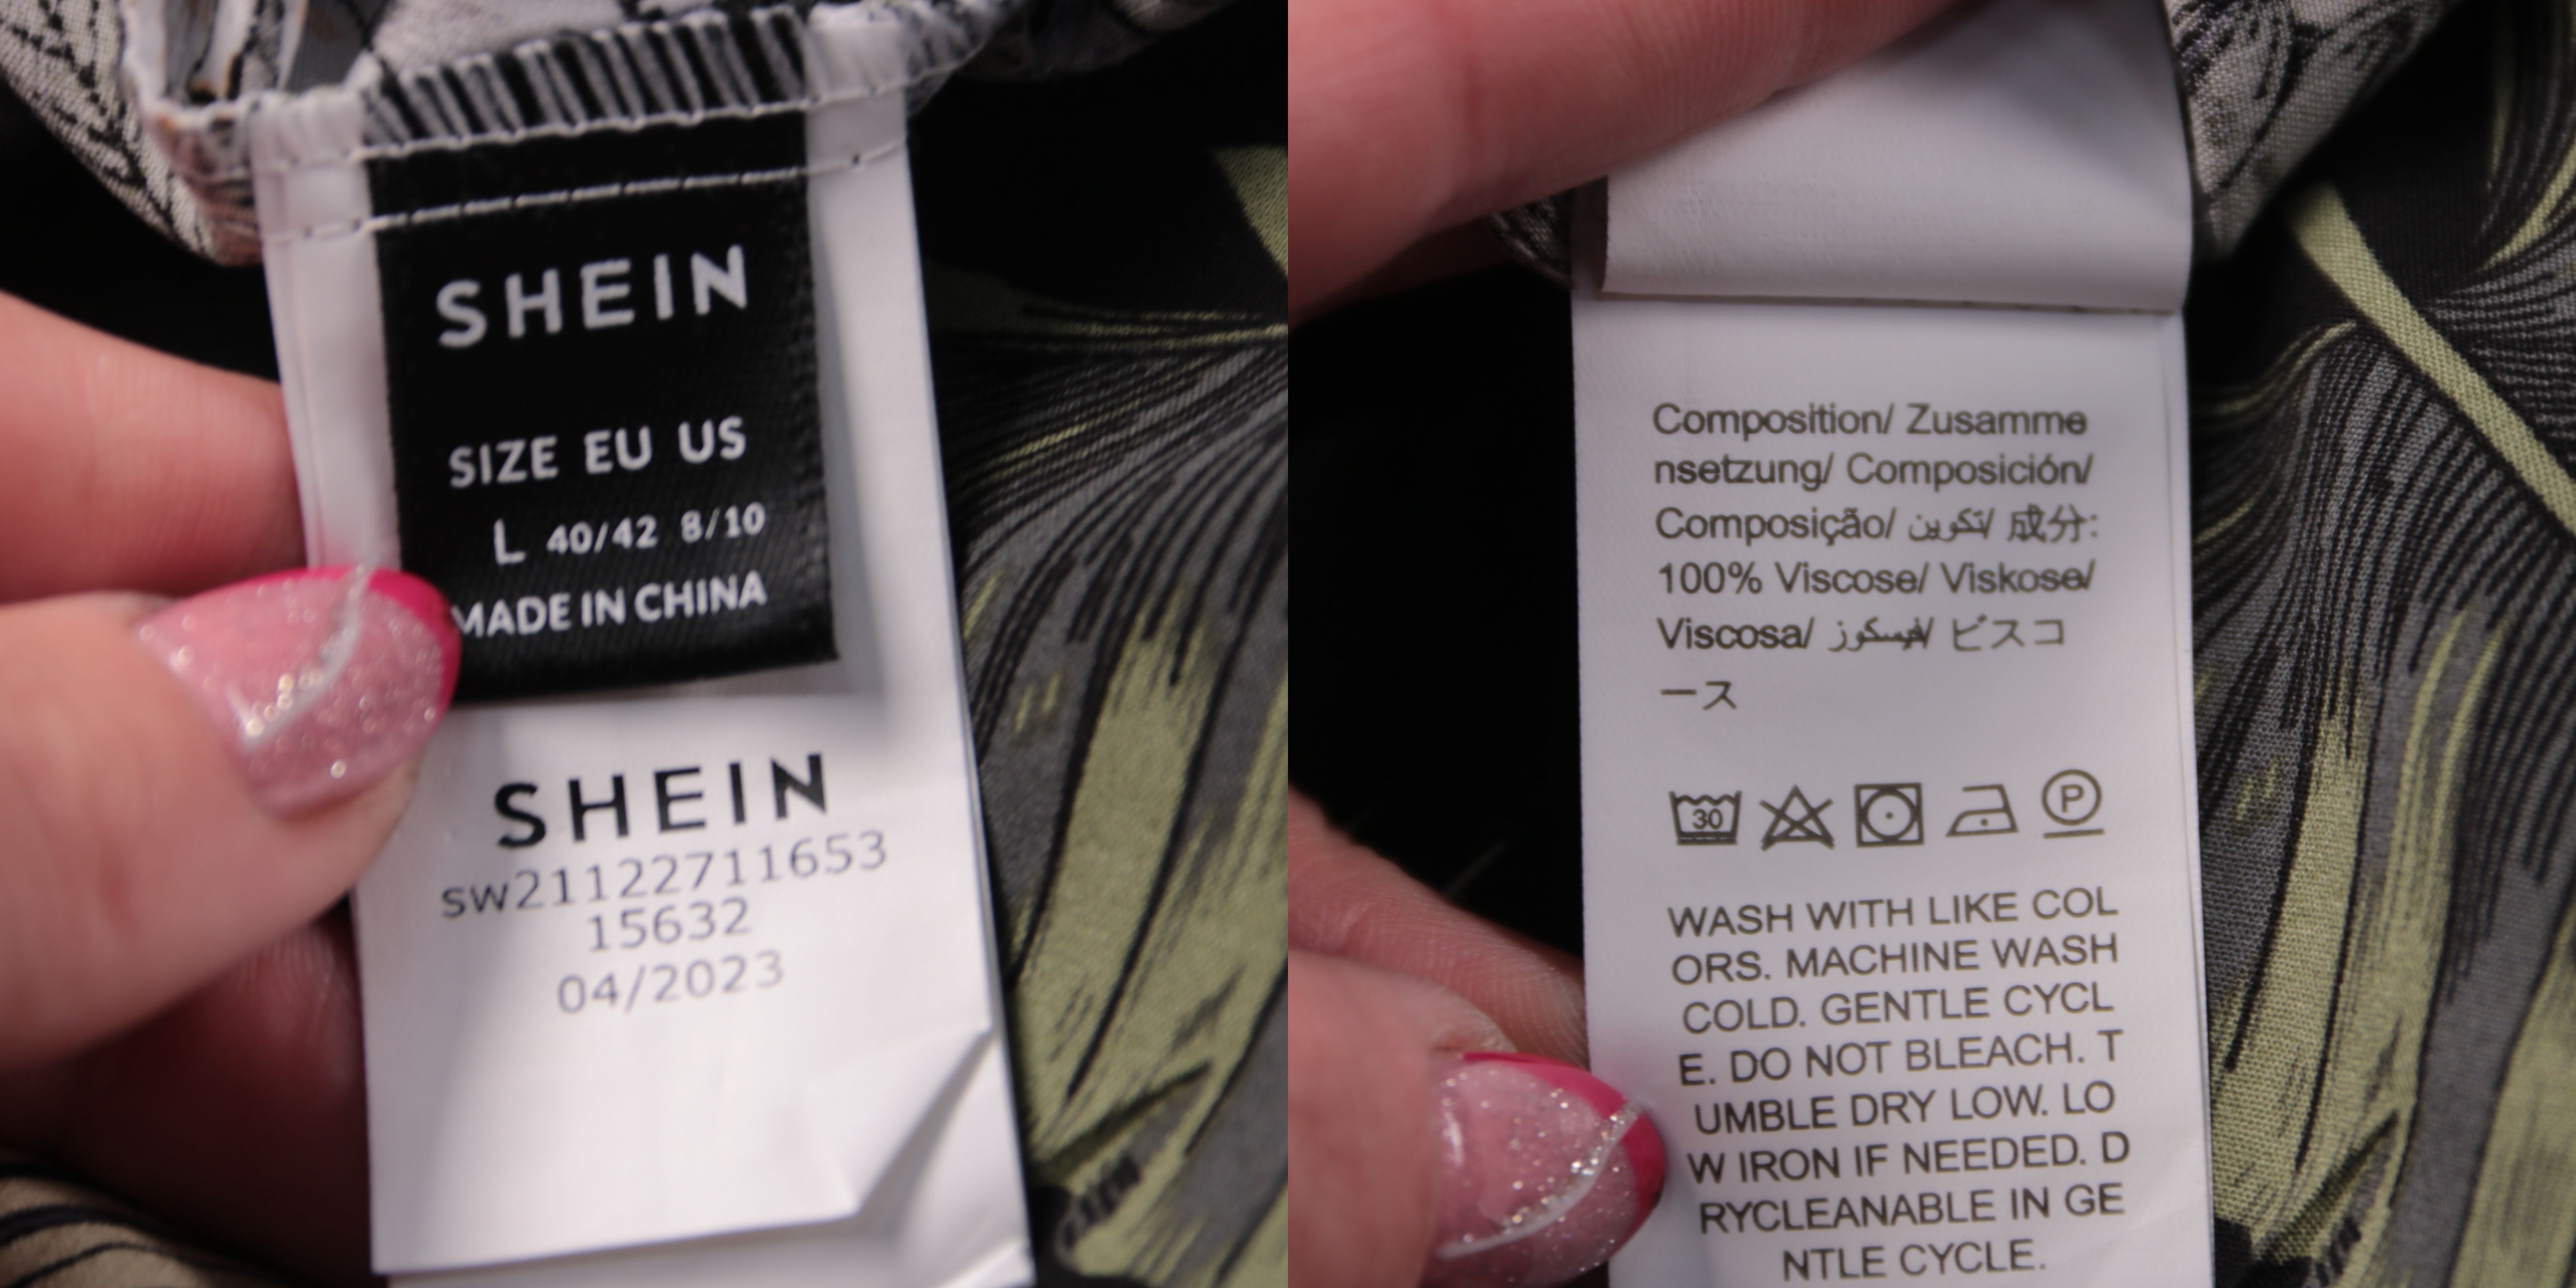 SHEIN
SIZE EU US
L 40/42 8/10
MADE IN CHINA
SHEIN
sw21122711653
15632
04/2023
Composition/ Zusamme
nsetzung/ Composición/
Composição/ تكوين/ 成分:
100% Viscose/ Viskose/
Viscosa/ فيسكوز/ ビスコ
ース
30 P
WASH WITH LIKE COL
ORS. MACHINE WASH
COLD. GENTLE CYCL
E. DO NOT BLEACH. T
UMBLE DRY LOW. LO
W IRON IF NEEDED. D
RYCLEANABLE IN GE
NTLE CYCLE.